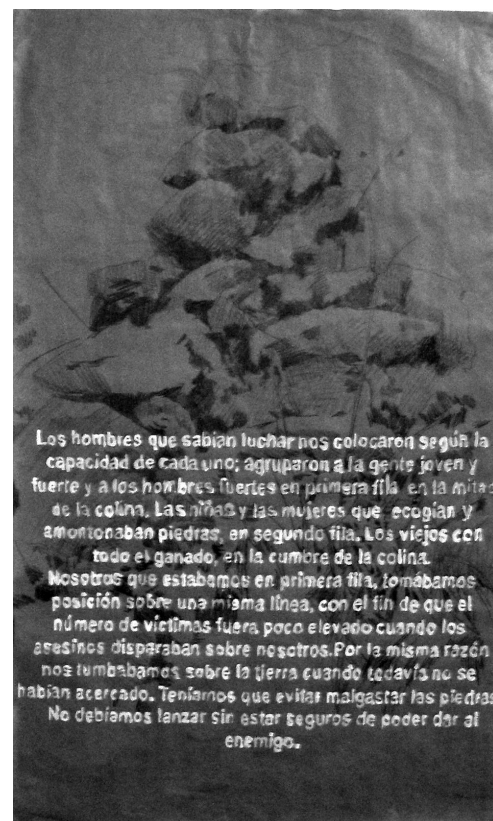 Los hombres que sabían luchar nos colocaron según la
capacidad de cada uno; agruparon a la gente joven y
fuerte y a los hombres fuertes en primera fila en la mitad
de la colina. Las niñas y las mujeres que ecogían y
amontonaban piedras, en segundo fila. Los viejos con
todo el ganado, en la cumbre de la colina.
Nosotros que estabamos en primera fila, tomábamos
posición sobre una misma línea, con el fin de que el
número de víctimas fuera poco elevado cuando los
asesinos disparaban sobre nosotros.Por la misma razón
nos tumbabamos sobre la tierra cuando todavía no se
habían acercado. Teníamos que evitar malgastar las piedras
No debíamos lanzar sin estar seguros de poder dar al
enemigo.